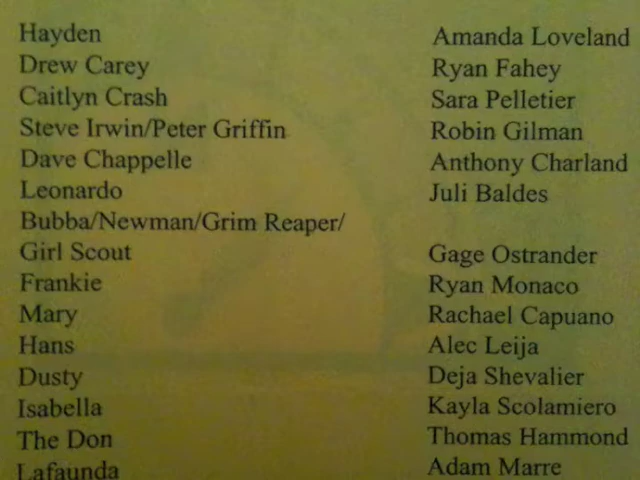 Hayden Amanda Loveland
Drew Carey Ryan Fahey
Caitlyn Crash Sara Pelletier
Steve Irwin/Peter Griffin Robin Gilman
Dave Chappelle Anthony Charland
Leonardo Juli Baldes
Bubba/Newman/Grim Reaper/
Girl Scout Gage Ostrander
Frankie Ryan Monaco
Mary Rachael Capuano
Hans Alec Leija
Dusty Deja Shevalier
Isabella Kayla Scolamiero
The Don Thomas Hammond
Lafaunda Adam Marre